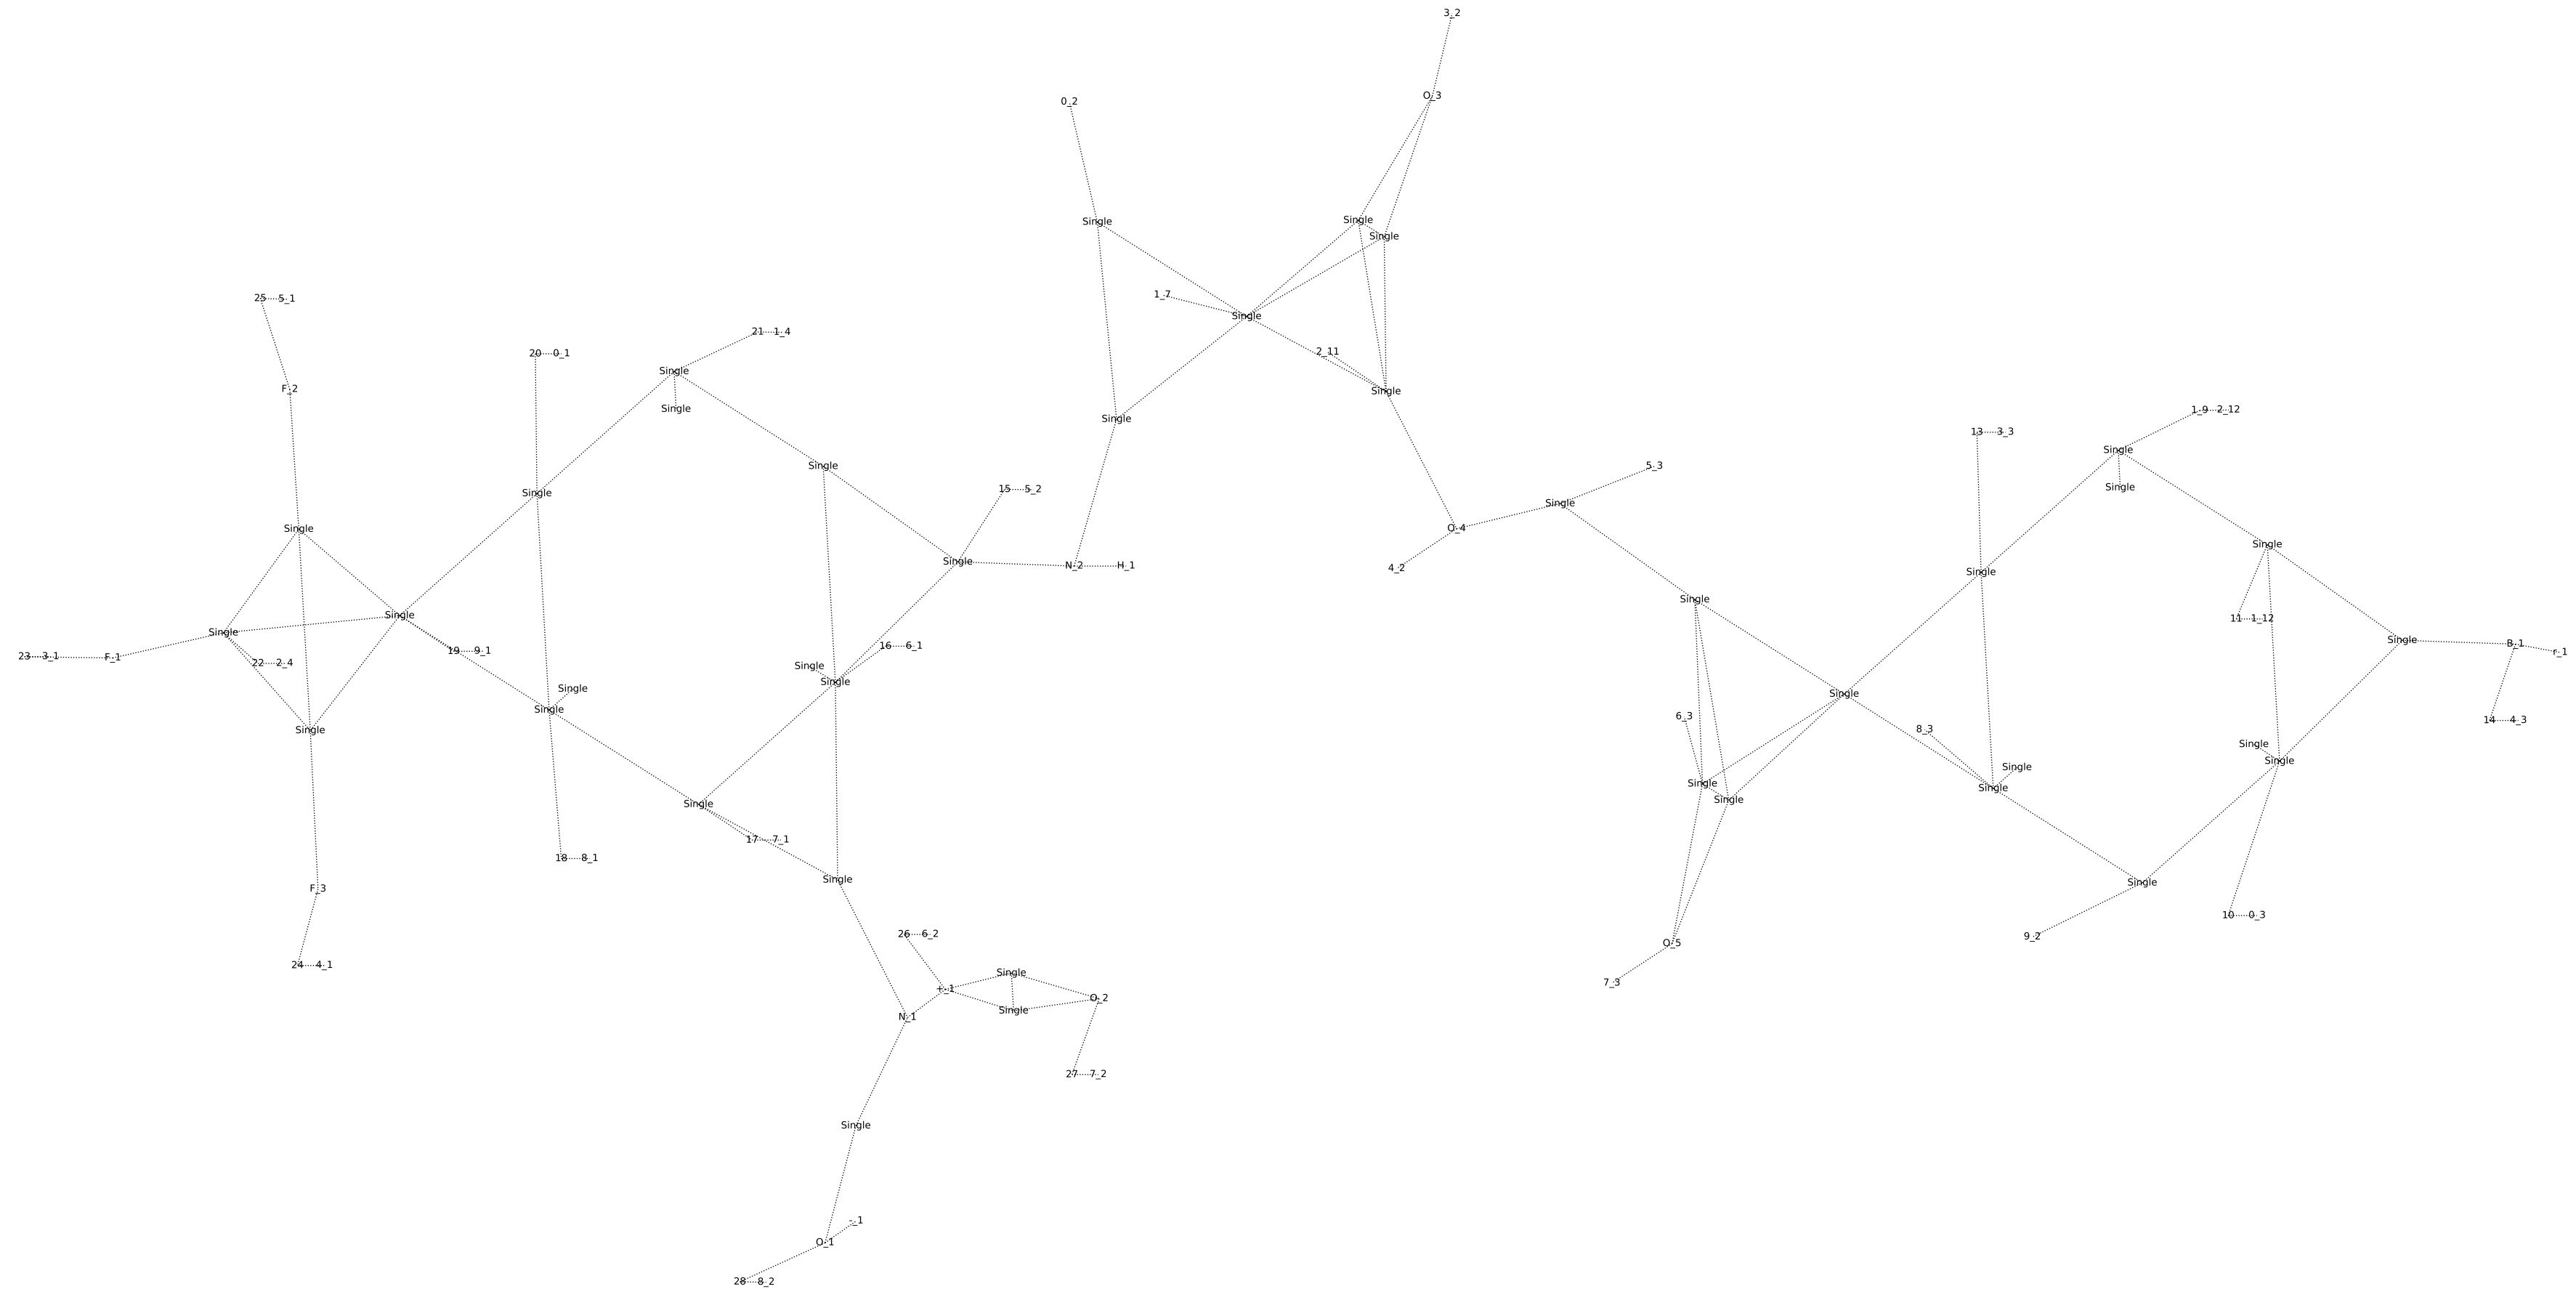 3_2
O_3
0_2
Single
Single
Single
1_7
25 5_1
Single
21 1_4
2_11
20 0_1
Single
F_2
Single
Single
1_9 2_12
Single
13 3_3
Single
Single
5_3
Single
Single
15 5_2
Single
Single
O_4
Single
Single
Single
N_2 H_1
4_2
Single
Single
Single
11 1_12
Single
Single
B_1
16 6_1
19 9_1
r_1
23 3_1
F_1
22 2_4
Single
Single
Single
Single
Single
6_3
14 4_3
8_3
Single
Single
Single
Single
Single
Single
Single
Single
17 7_1
18 8_1
Single
Single
F_3
10 0_3
26 6_2
9_2
O_5
24 4_1
Single
7_3
+_1
O_2
Single
N_1
27 7_2
Single
-_1
O_1
28 8_2